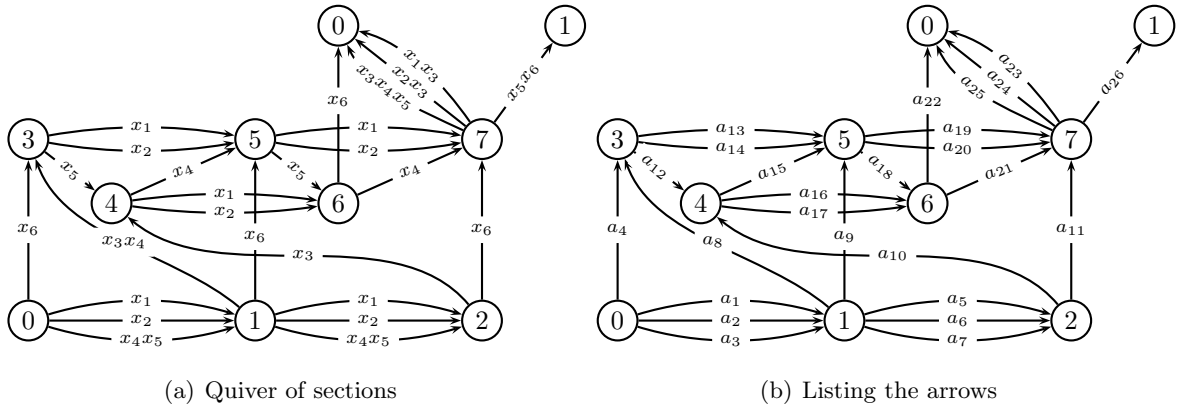 0 1 0 1
x₁x₃ a₂₃
x₂x₃ x₅x₆ a₂₄ a₂₆
x₃x₄x₅ a₂₅
x₆ a₂₂
3 x₁ 5 x₁ 7 3 a₁₃ 5 a₁₉ 7
x₂ x₂ a₁₄ a₂₀
x₅ x₄ x₅ x₄ a₁₂ a₁₅ a₁₈ a₂₁
4 x₁ 6 4 a₁₆ 6
x₂ a₁₇
x₆ x₃x₄ x₆ x₆ a₄ a₈ a₉ a₁₁
x₃ a₁₀
x₁ x₁ a₁ a₅
0 x₂ 1 x₂ 2 0 a₂ 1 a₆ 2
x₄x₅ x₄x₅ a₃ a₇
(a) Quiver of sections (b) Listing the arrows